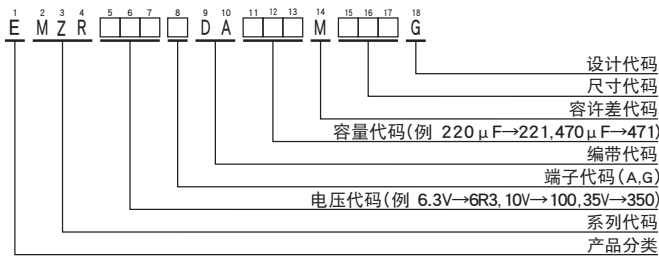 1 2 3 4 5 6 7 8 9 10 11 12 13 14 15 16 17 18
E M Z R □□□ □ D A □□□ M □□□ G
设计代码
尺寸代码
容许差代码
容量代码(例 220μF→221,470μF→471)
编带代码
端子代码(A,G)
电压代码(例 6.3V→6R3,10V→100,35V→350)
系列代码
产品分类